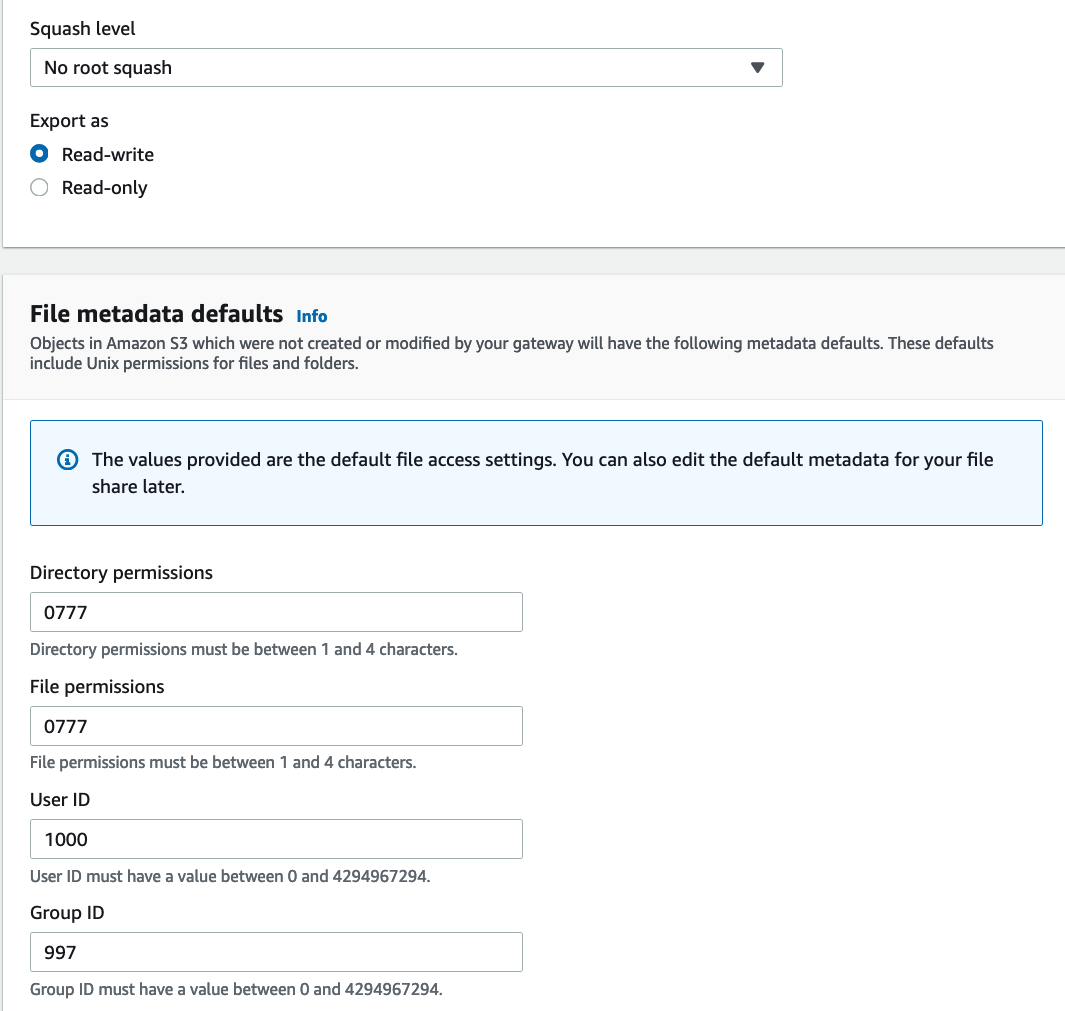 Squash level
No root squash
Export as
Read-write
Read-only
File metadata defaults Info
Objects in Amazon S3 which were not created or modified by your gateway will have the following metadata defaults. These defaults
include Unix permissions for files and folders.
The values provided are the default file access settings. You can also edit the default metadata for your file
share later.
Directory permissions
0777
Directory permissions must be between 1 and 4 characters.
File permissions
0777
File permissions must be between 1 and 4 characters.
User ID
1000
User ID must have a value between 0 and 4294967294.
Group ID
997
Group ID must have a value between 0 and 4294967294.